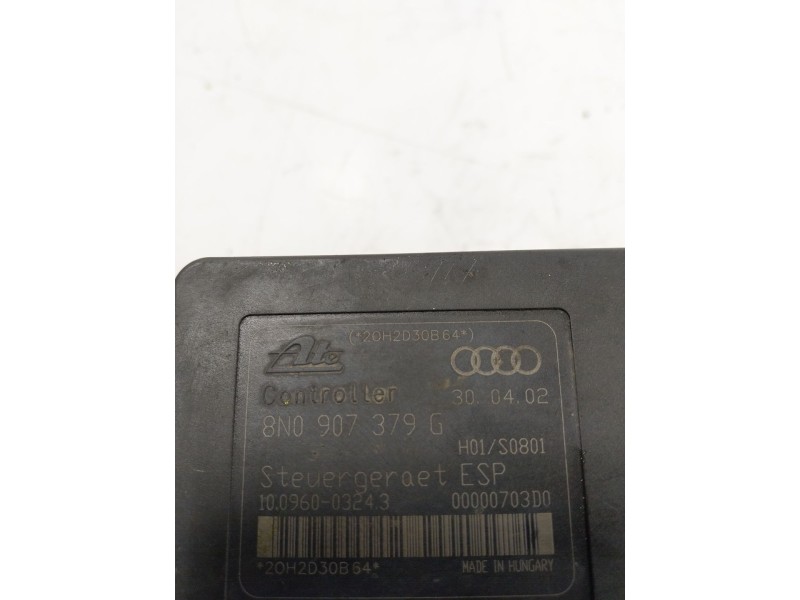 (*20H2D30B64*)
Ate
Controller 30.04.02
8N0 907 379 G
H01/S0801
Steuergeraet ESP
10.0960-0324.3 00000703D0
*20H2D30B64* MADE IN HUNGARY